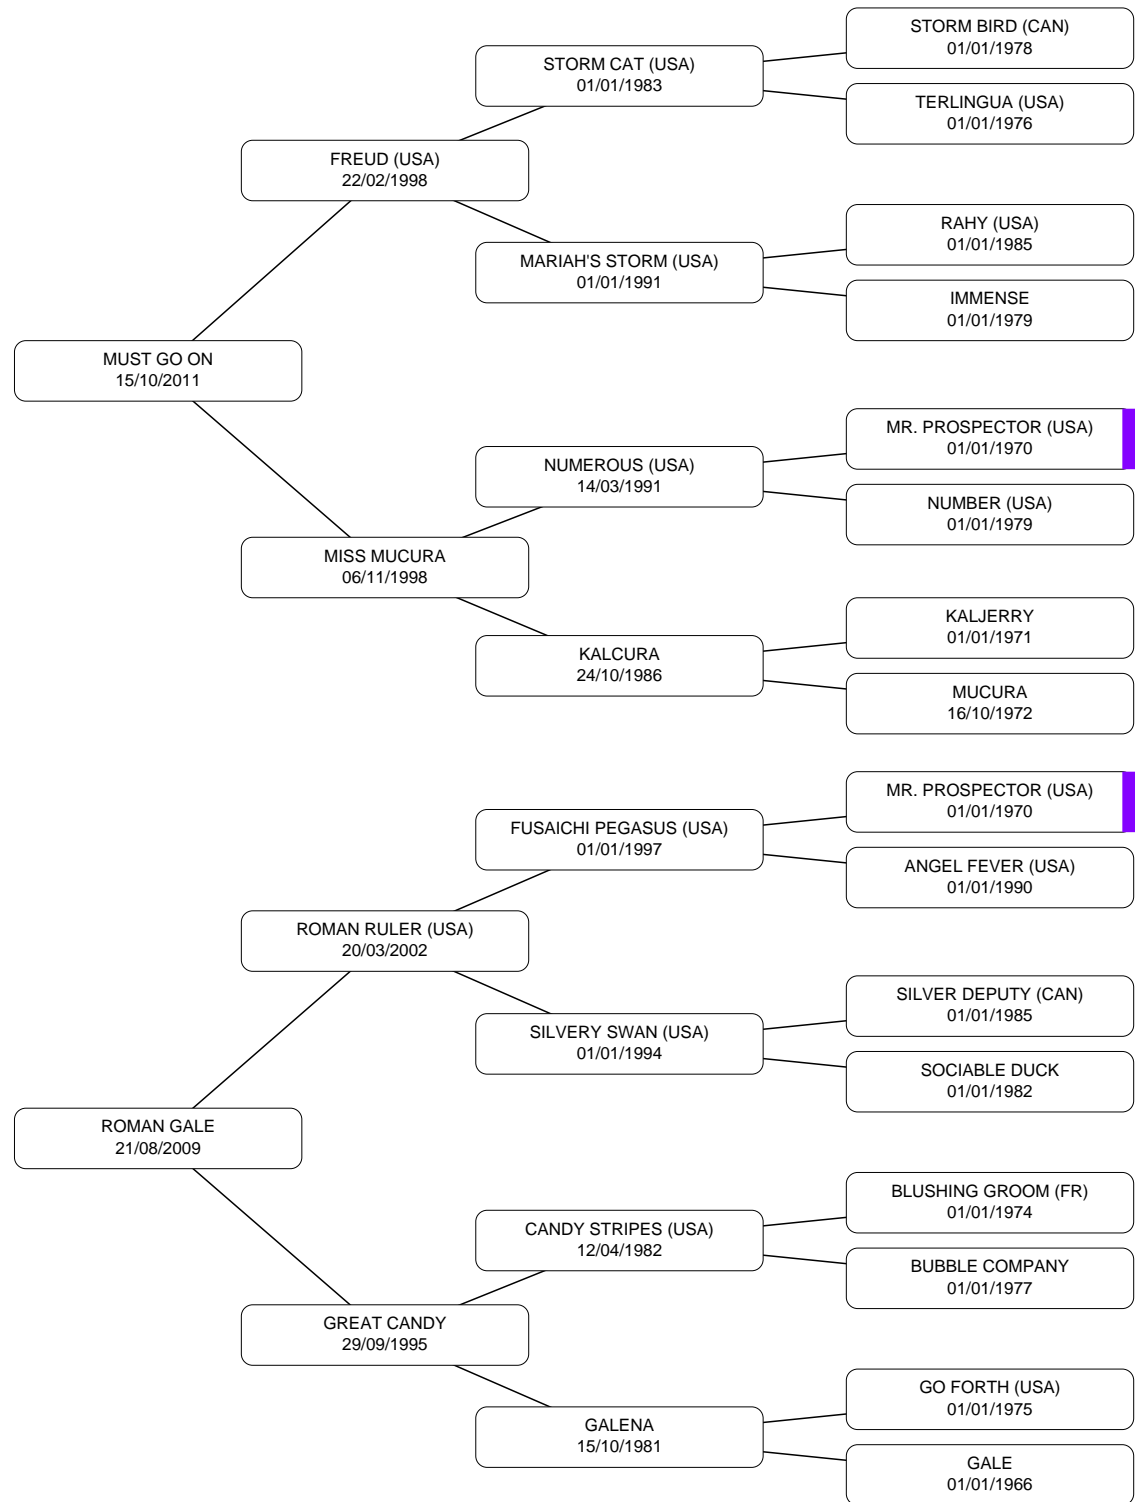 STORM BIRD (CAN)
01/01/1978
STORM CAT (USA)
01/01/1983
TERLINGUA (USA)
01/01/1976
FREUD (USA)
22/02/1998
RAHY (USA)
01/01/1985
MARIAH'S STORM (USA)
01/01/1991
IMMENSE
01/01/1979
MUST GO ON
15/10/2011
MR. PROSPECTOR (USA)
01/01/1970
NUMEROUS (USA)
14/03/1991
NUMBER (USA)
01/01/1979
MISS MUCURA
06/11/1998
KALJERRY
01/01/1971
KALCURA
24/10/1986
MUCURA
16/10/1972
MR. PROSPECTOR (USA)
01/01/1970
FUSAICHI PEGASUS (USA)
01/01/1997
ANGEL FEVER (USA)
01/01/1990
ROMAN RULER (USA)
20/03/2002
SILVER DEPUTY (CAN)
01/01/1985
SILVERY SWAN (USA)
01/01/1994
SOCIABLE DUCK
01/01/1982
ROMAN GALE
21/08/2009
BLUSHING GROOM (FR)
01/01/1974
CANDY STRIPES (USA)
12/04/1982
BUBBLE COMPANY
01/01/1977
GREAT CANDY
29/09/1995
GO FORTH (USA)
01/01/1975
GALENA
15/10/1981
GALE
01/01/1966